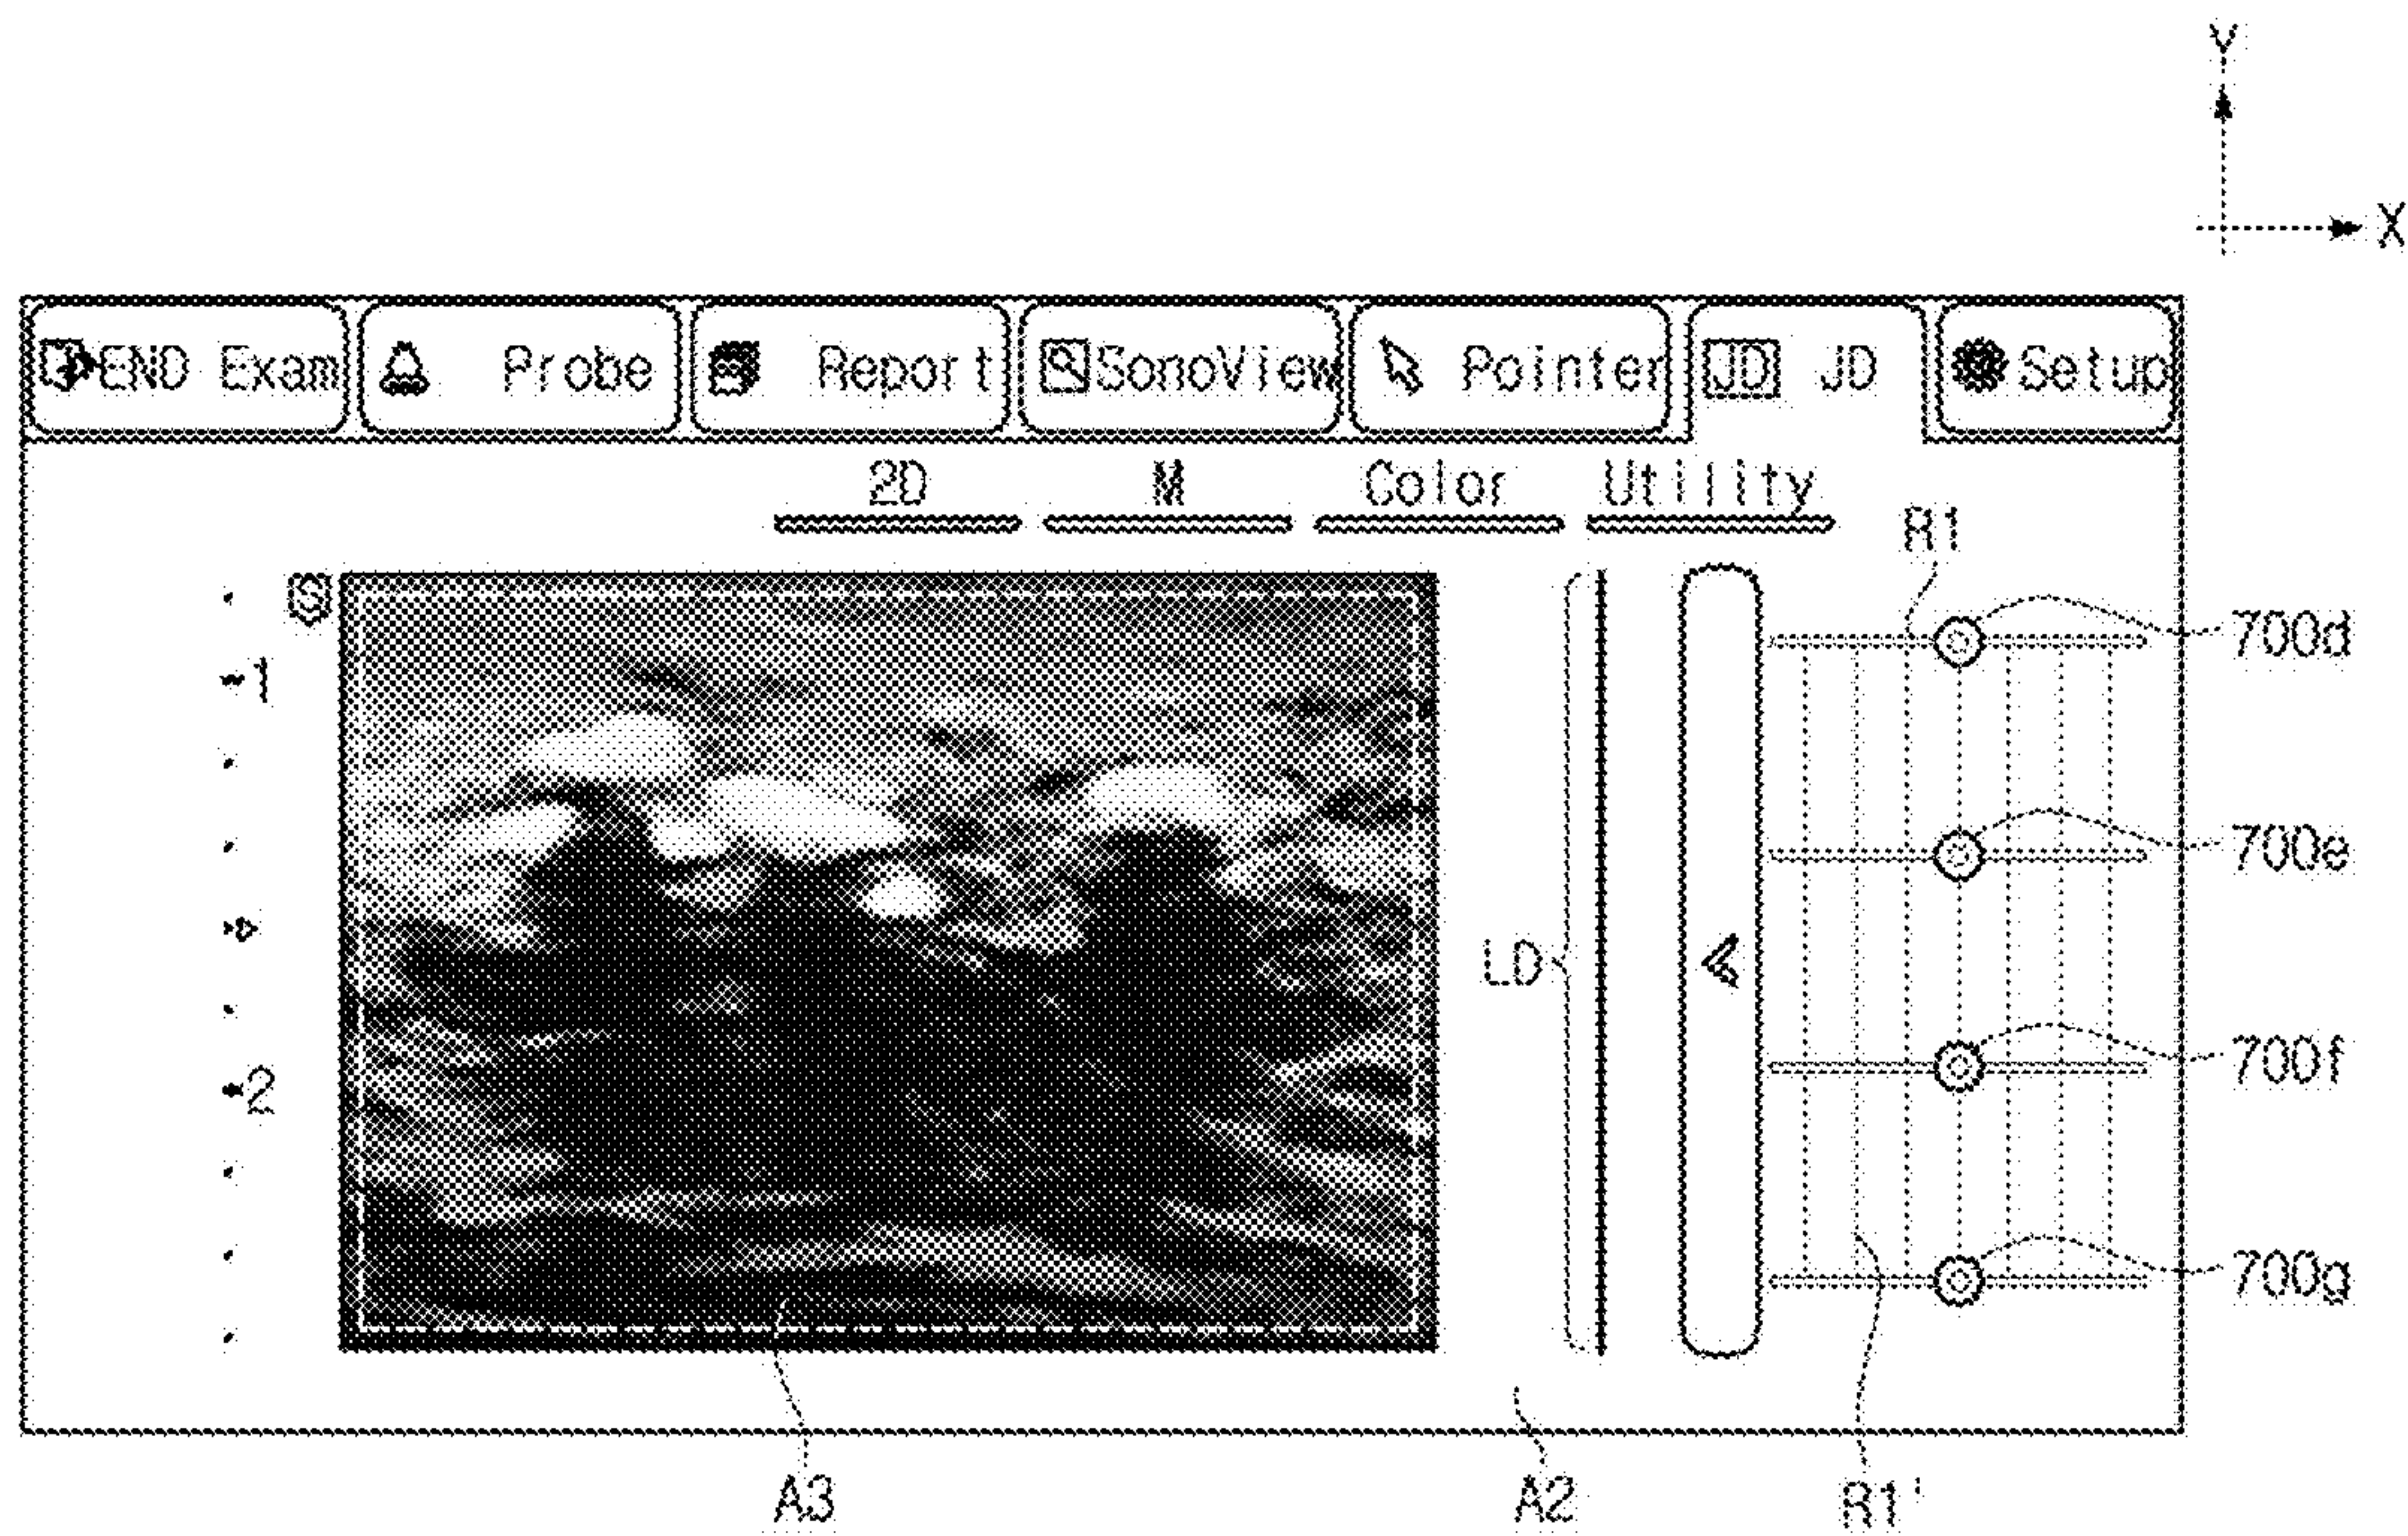 Y
X
END Exam Probe Report SonoView Pointer JD JD Setup
2D M Color Utility
R1
S
700d
1
700e
LD
700f
2
700g
A3 A2 R1'